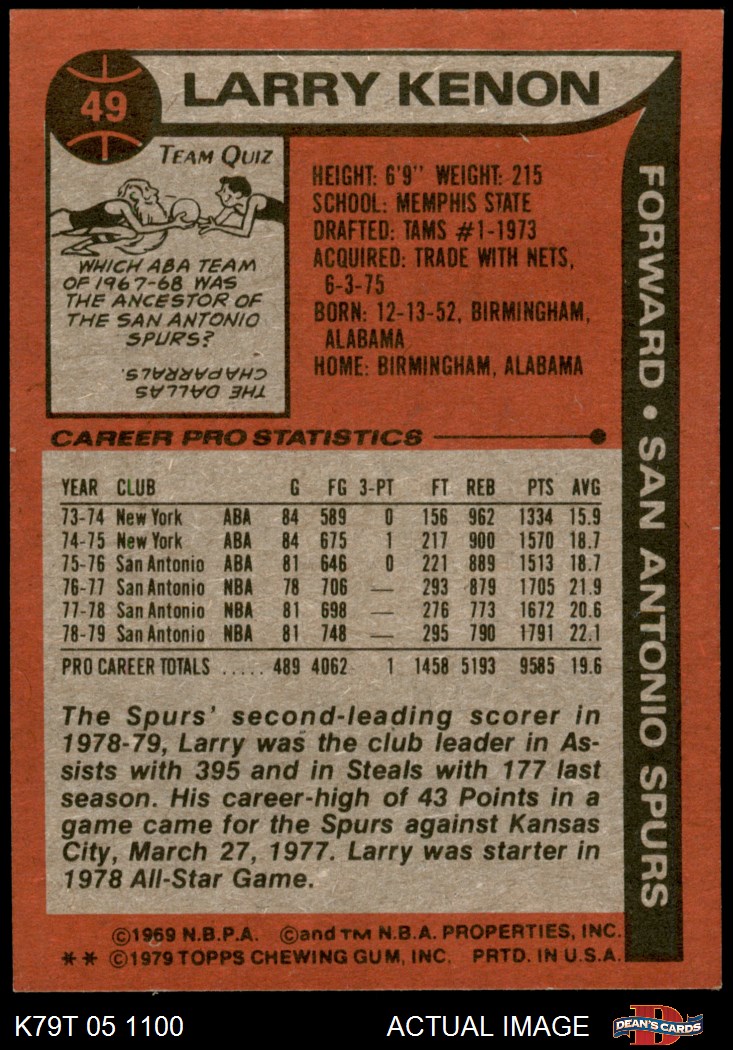 49
LARRY KENON
TEAM QUIZ
WHICH ABA TEAM
OF 1967-68 WAS
THE ANCESTOR OF
THE SAN ANTONIO
SPURS?
THE DALLAS
CHAPARRALS.
HEIGHT: 6'9" WEIGHT: 215
SCHOOL: MEMPHIS STATE
DRAFTED: TAMS #1-1973
ACQUIRED: TRADE WITH NETS,
6-3-75
BORN: 12-13-52, BIRMINGHAM,
ALABAMA
HOME: BIRMINGHAM, ALABAMA
FORWARD • SAN ANTONIO SPURS
CAREER PRO STATISTICS
YEAR CLUB G FG 3-PT FT REB PTS AVG
73-74 New York ABA 84 589 0 156 962 1334 15.9
74-75 New York ABA 84 675 1 217 900 1570 18.7
75-76 San Antonio ABA 81 646 0 221 889 1513 18.7
76-77 San Antonio NBA 78 706 — 293 879 1705 21.9
77-78 San Antonio NBA 81 698 — 276 773 1672 20.6
78-79 San Antonio NBA 81 748 — 295 790 1791 22.1
PRO CAREER TOTALS ..... 489 4062 1 1458 5193 9585 19.6
The Spurs' second-leading scorer in
1978-79, Larry was the club leader in As-
sists with 395 and in Steals with 177 last
season. His career-high of 43 Points in a
game came for the Spurs against Kansas
City, March 27, 1977. Larry was starter in
1978 All-Star Game.
©1969 N.B.P.A. ©and TM N.B.A. PROPERTIES, INC.
** ©1979 TOPPS CHEWING GUM, INC. PRTD. IN U.S.A.
K79T 05 1100 ACTUAL IMAGE
D
DEAN'S CARDS